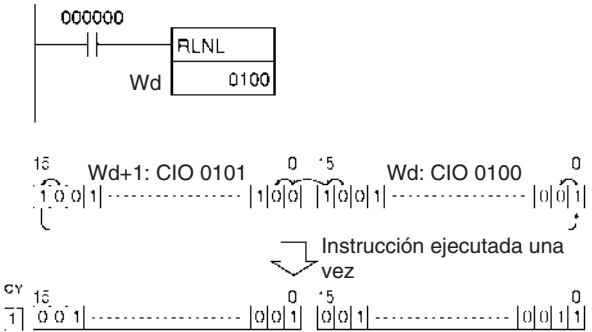 000000
RLNL
Wd 0100
15 Wd+1: CIO 0101 0 15 Wd: CIO 0100 0
1 0 0 1 1 0 0 1 0 0 1 0 0 1
Instrucción ejecutada una
vez
CY 15 0 15 0
1 0 0 1 0 0 1 0 0 1 0 0 1 1